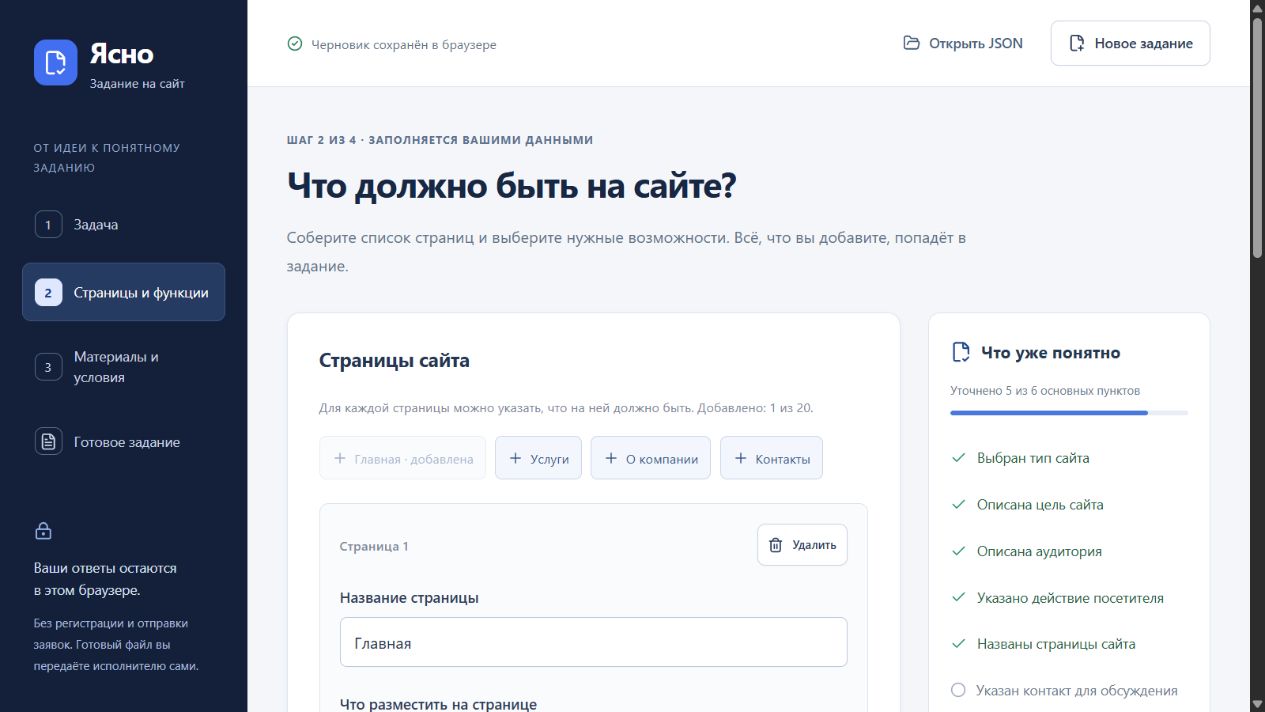 Ясно
Задание на сайт
ОТ ИДЕИ К ПОНЯТНОМУ
ЗАДАНИЮ
1
Задача
2
Страницы и функции
3
Материалы и
условия
Готовое задание
Ваши ответы остаются
в этом браузере.
Без регистрации и отправки
заявок. Готовый файл вы
передаёте исполнителю сами.
Черновик сохранён в браузере
Открыть JSON
Новое задание
ШАГ 2 ИЗ 4 · ЗАПОЛНЯЕТСЯ ВАШИМИ ДАННЫМИ
Что должно быть на сайте?
Соберите список страниц и выберите нужные возможности. Всё, что вы добавите, попадёт в
задание.
Страницы сайта
Для каждой страницы можно указать, что на ней должно быть. Добавлено: 1 из 20.
+ Главная · добавлена
+ Услуги
+ О компании
+ Контакты
Страница 1
Удалить
Название страницы
Главная
Что разместить на странице
Что уже понятно
Уточнено 5 из 6 основных пунктов
Выбран тип сайта
Описана цель сайта
Описана аудитория
Указано действие посетителя
Названы страницы сайта
Указан контакт для обсуждения